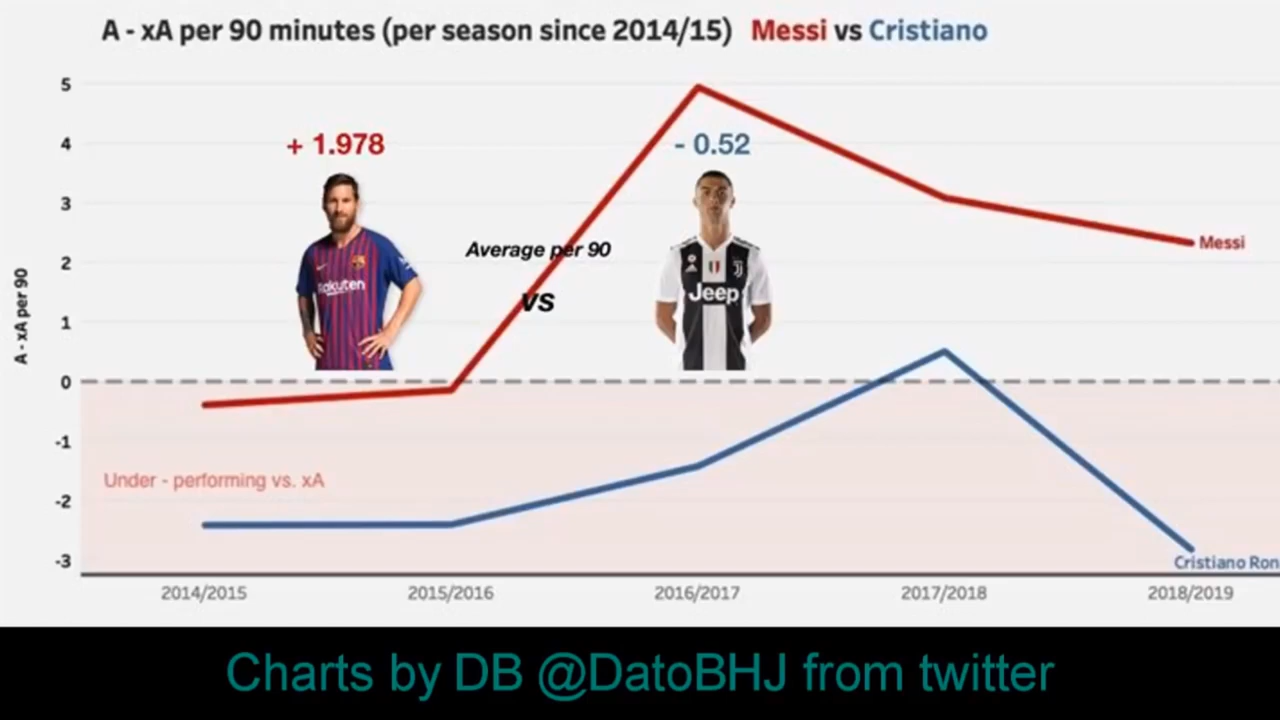 A - xA per 90 minutes (per season since 2014/15) Messi vs Cristiano
5
4
3
2
1
0
-1
-2
-3
A - xA per 90
+ 1.978
- 0.52
Average per 90
VS
Rakuten
Jeep
Messi
Under - performing vs. xA
Cristiano Ron
2014/2015
2015/2016
2016/2017
2017/2018
2018/2019
Charts by DB @DatoBHJ from twitter